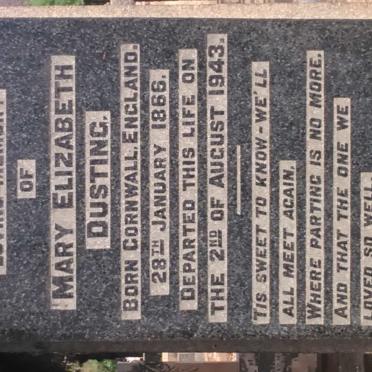 OF
MARY ELIZABETH
DUSTING.
BORN CORNWALL, ENGLAND.
28TH JANUARY 1866.
DEPARTED THIS LIFE ON
THE 2ND OF AUGUST 1943.
TIS SWEET TO KNOW - WE'LL
ALL MEET AGAIN,
WHERE PARTING IS NO MORE.
AND THAT THE ONE WE
LOVED SO WELL